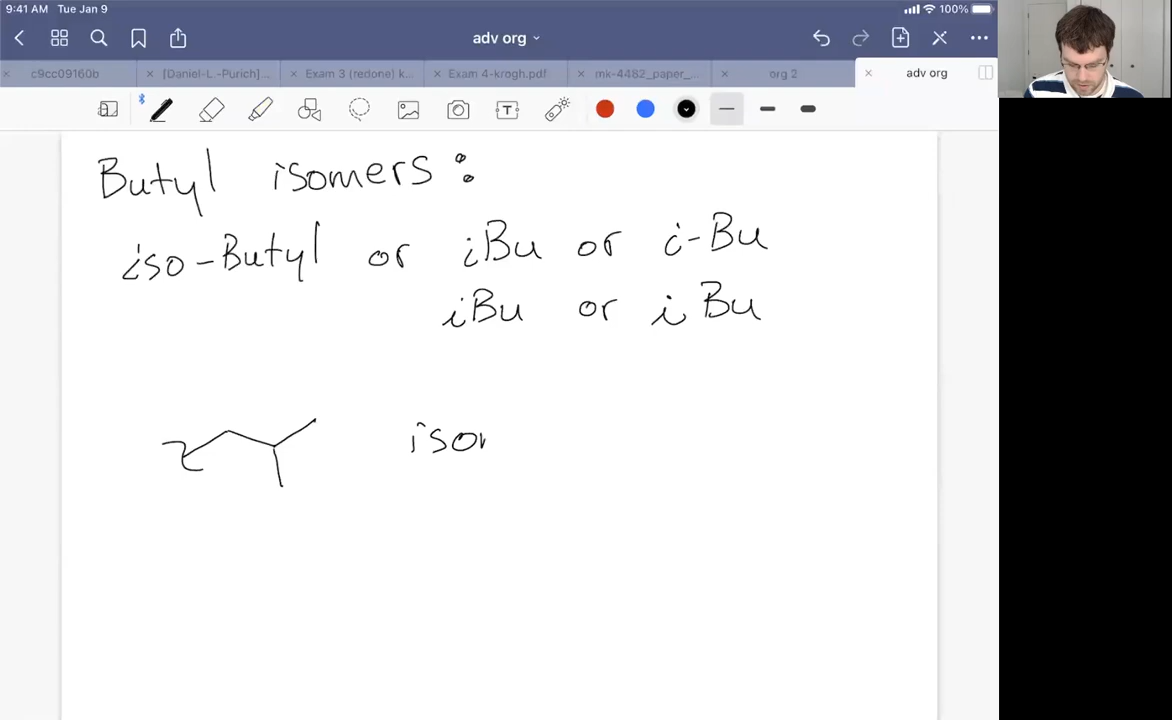 9:41 AM Tue Jan 9 100%
adv org
c9cc09160b [Daniel-L.-Purich]... Exam 3 (redone) k... Exam 4-krogh.pdf mk-4482_paper_... org 2 adv org
Butyl isomers:
iso-Butyl or iBu or i-Bu
iBu or i Bu
isor